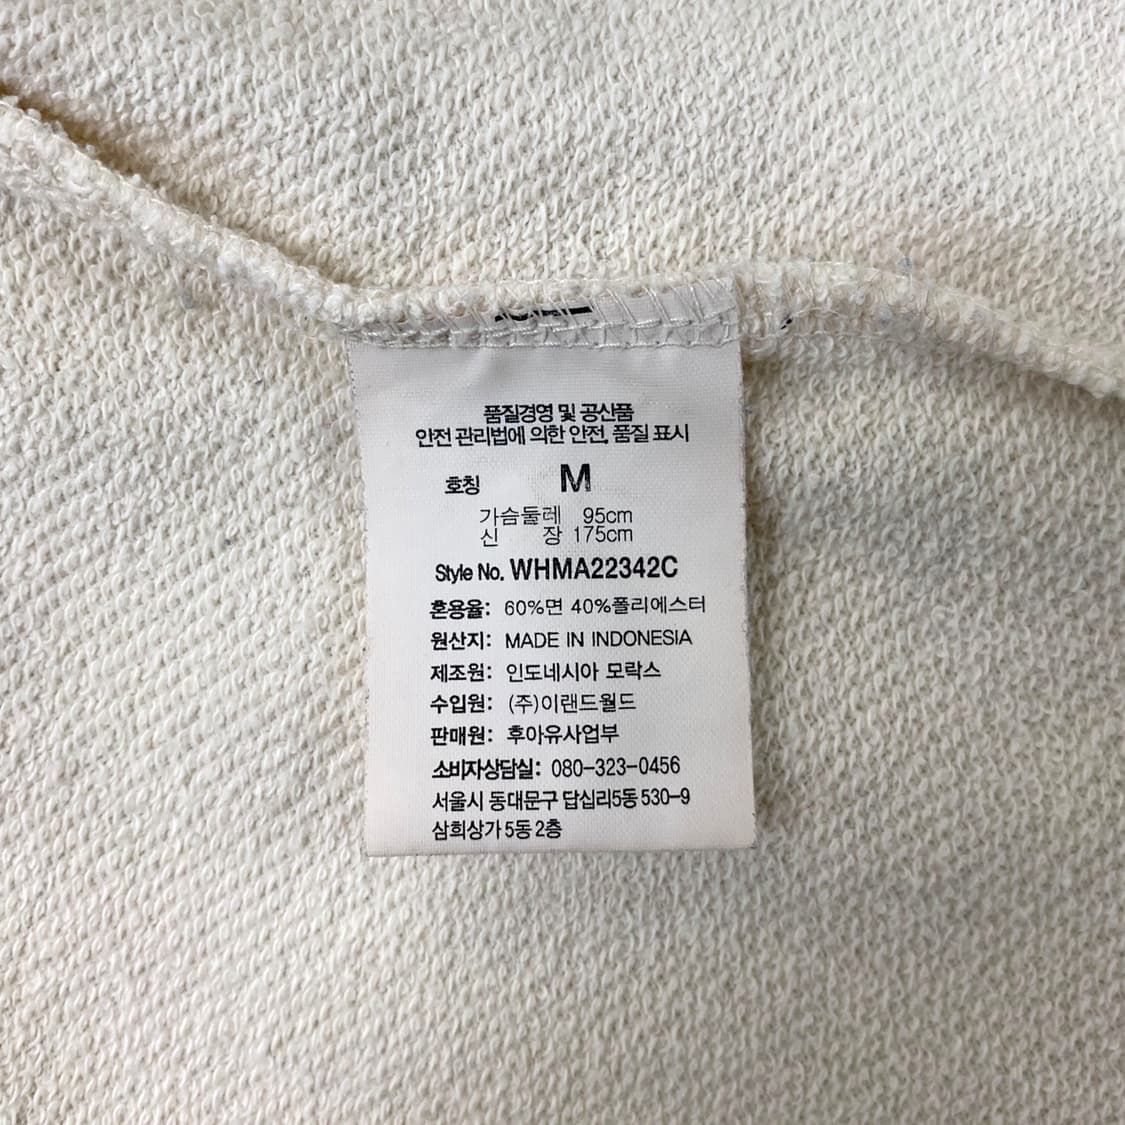 품질경영 및 공산품
안전 관리법에 의한 안전, 품질 표시
호칭 M
가슴둘레 95cm
신 장 175cm
Style No. WHMA22342C
혼용율: 60%면 40%폴리에스터
원산지: MADE IN INDONESIA
제조원: 인도네시아 모락스
수입원: (주)이랜드월드
판매원: 후아유사업부
소비자상담실: 080-323-0456
서울시 동대문구 답십리5동 530-9
삼희상가 5동 2층